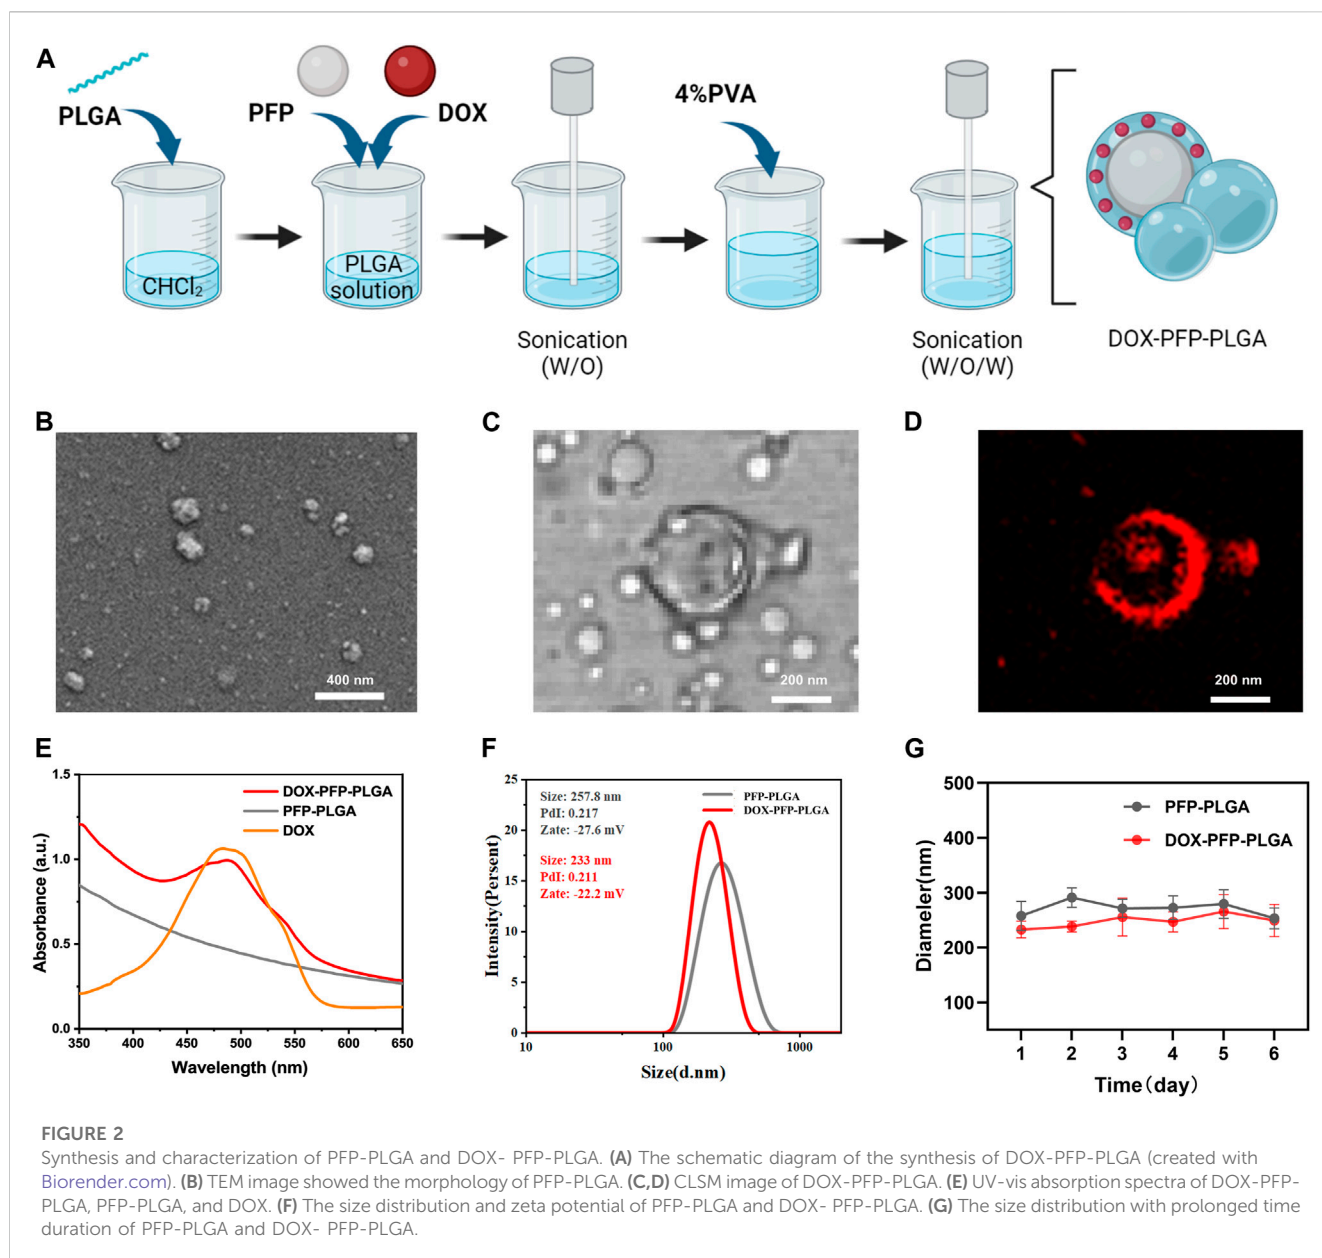 A
PLGA
PFP
DOX
4%PVA
CHCl₂
PLGA
solution
Sonication
(W/O)
Sonication
(W/O/W)
DOX-PFP-PLGA
B
400 nm
C
200 nm
D
200 nm
E
1.5
1.0
0.5
0.0
350 400 450 500 550 600 650
Absorbance (a.u.)
Wavelength (nm)
DOX-PFP-PLGA
PFP-PLGA
DOX
F
25
20
15
10
5
0
10 100 1000
Intensity(Persent)
Size(d.nm)
Size: 257.8 nm
PdI: 0.217
Zate: -27.6 mV
Size: 233 nm
PdI: 0.211
Zate: -22.2 mV
PFP-PLGA
DOX-PFP-PLGA
G
500
400
300
200
100
1 2 3 4 5 6
Diameler(nm)
Time(day)
PFP-PLGA
DOX-PFP-PLGA
FIGURE 2
Synthesis and characterization of PFP-PLGA and DOX- PFP-PLGA. (A) The schematic diagram of the synthesis of DOX-PFP-PLGA (created with
Biorender.com). (B) TEM image showed the morphology of PFP-PLGA. (C,D) CLSM image of DOX-PFP-PLGA. (E) UV-vis absorption spectra of DOX-PFP-
PLGA, PFP-PLGA, and DOX. (F) The size distribution and zeta potential of PFP-PLGA and DOX- PFP-PLGA. (G) The size distribution with prolonged time
duration of PFP-PLGA and DOX- PFP-PLGA.